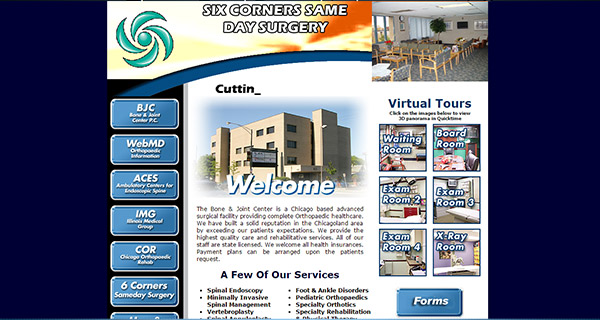 SIX CORNERS SAME
DAY SURGERY
BJC
Bone & Joint
Center P.C.
WebMD
Orthopaedic
Information
ACES
Ambulatory Centers for
Endoscopic Spine
IMG
Illinois Medical
Group
COR
Chicago Orthopaedic
Rehab
6 Corners
Sameday Surgery
Cuttin_
Welcome
The Bone & Joint Center is a Chicago based advanced
surgical facility providing complete Orthopaedic healthcare.
We have built a solid reputation in the Chicagoland area
by exceeding our patients expectations. We provide the
highest quality care and rehabilitative services. All of our
staff are state licensed. We welcome all health insurances.
Payment plans can be arranged upon the patients
request.
A Few Of Our Services
• Spinal Endoscopy
• Minimally Invasive
Spinal Management
• Vertebroplasty
• Spinal Angioplasty
• Foot & Ankle Disorders
• Pediatric Orthopaedics
• Specialty Orthotics
• Specialty Rehabilitation
& Physical Therapy
Virtual Tours
Click on the images below to view
3D panorama in Quicktime
Waiting
Room
Board
Room
Exam
Room 2
Exam
Room 3
Exam
Room 4
X-Ray
Room
Forms